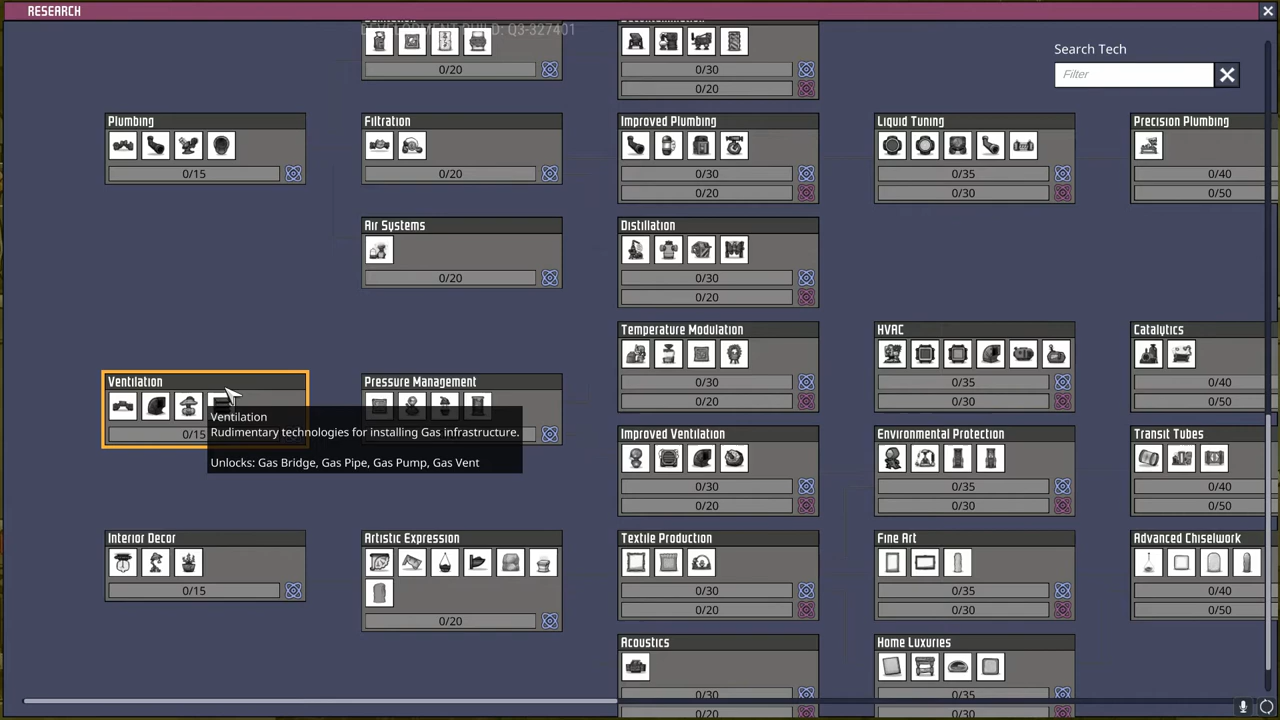 RESEARCH
DEVELOPMENT BUILD: Q3-327401
Search Tech
Filter
0/20
0/30
0/20
Plumbing
Filtration
Improved Plumbing
Liquid Tuning
Precision Plumbing
0/15
0/20
0/30
0/35
0/40
0/20
0/30
0/50
Air Systems
Distillation
0/20
0/30
0/20
Temperature Modulation
HVAC
Catalytics
0/30
0/35
0/40
0/20
0/30
0/50
Ventilation
Pressure Management
0/15
Ventilation
Rudimentary technologies for installing Gas infrastructure.
Unlocks: Gas Bridge, Gas Pipe, Gas Pump, Gas Vent
Improved Ventilation
Environmental Protection
Transit Tubes
0/30
0/35
0/40
0/20
0/30
0/50
Interior Decor
Artistic Expression
Textile Production
Fine Art
Advanced Chiselwork
0/15
0/20
0/30
0/35
0/40
0/20
0/30
0/50
Acoustics
Home Luxuries
0/30
0/35
0/20
0/30